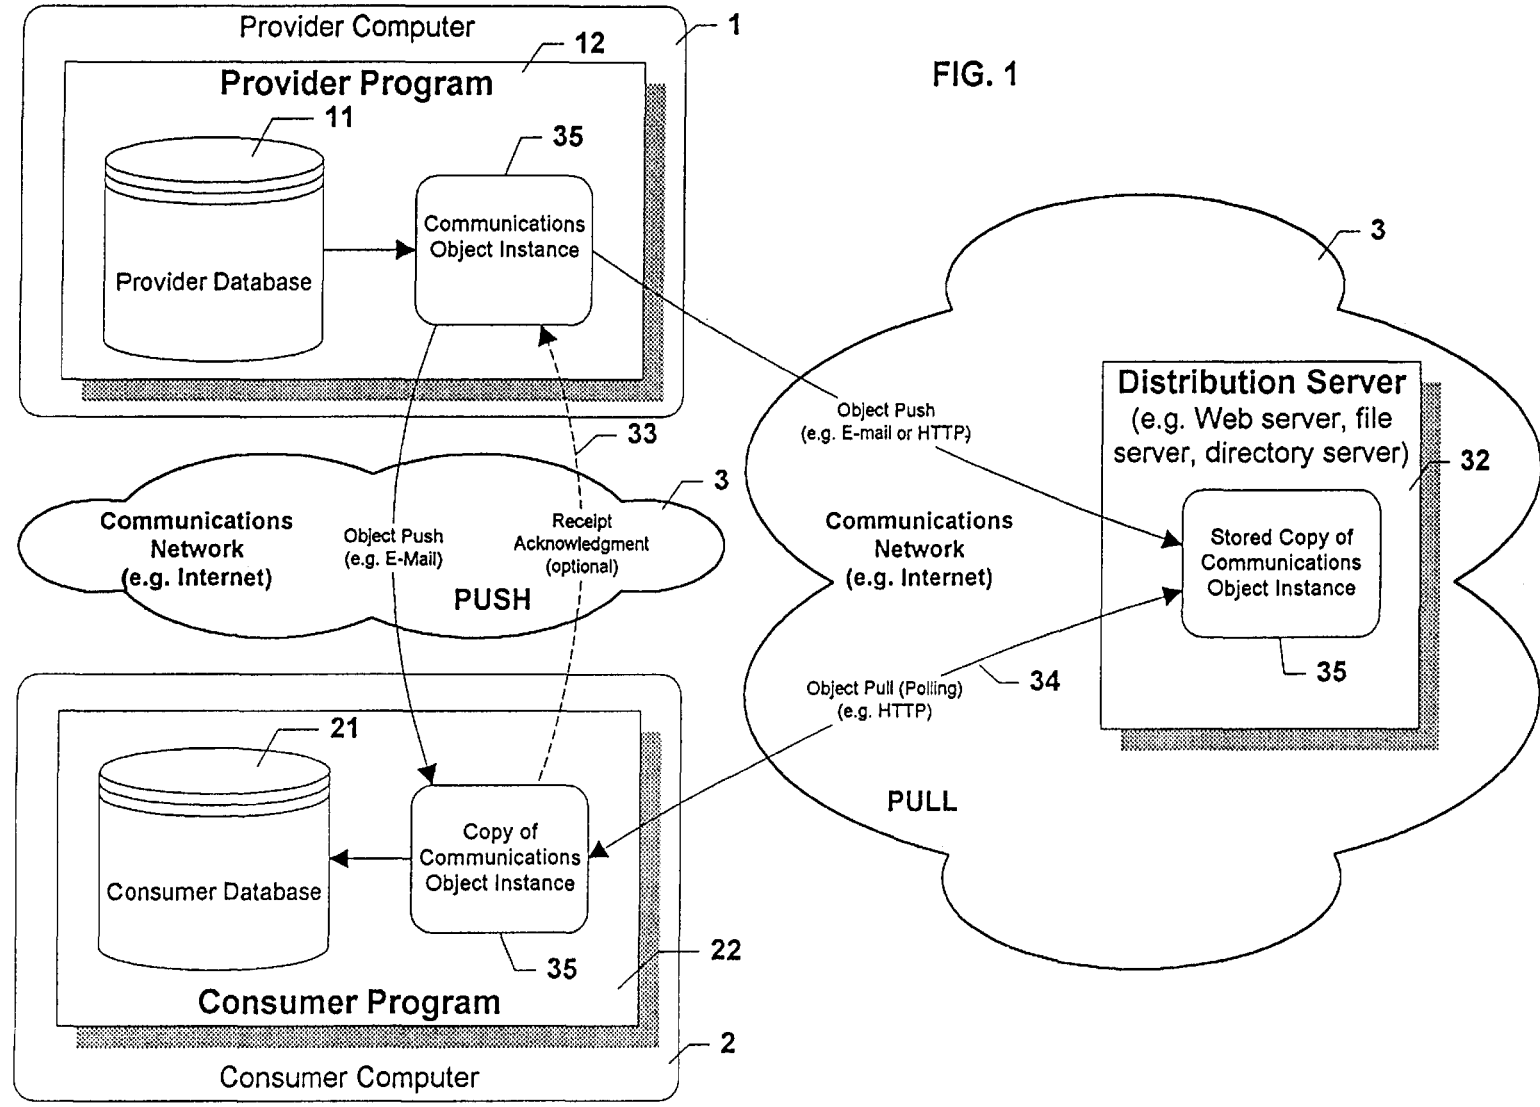 Provider Computer
1
12
Provider Program
11
35
Communications
Object Instance
Provider Database
FIG. 1
3
Distribution Server
(e.g. Web server, file
server, directory server)
32
Object Push
(e.g. E-mail or HTTP)
33
3
Communications
Network
(e.g. Internet)
Object Push
(e.g. E-Mail)
Receipt
Acknowledgment
(optional)
PUSH
Communications
Network
(e.g. Internet)
Stored Copy of
Communications
Object Instance
35
34
Object Pull (Polling)
(e.g. HTTP)
PULL
21
Copy of
Communications
Object Instance
Consumer Database
35
22
Consumer Program
2
Consumer Computer